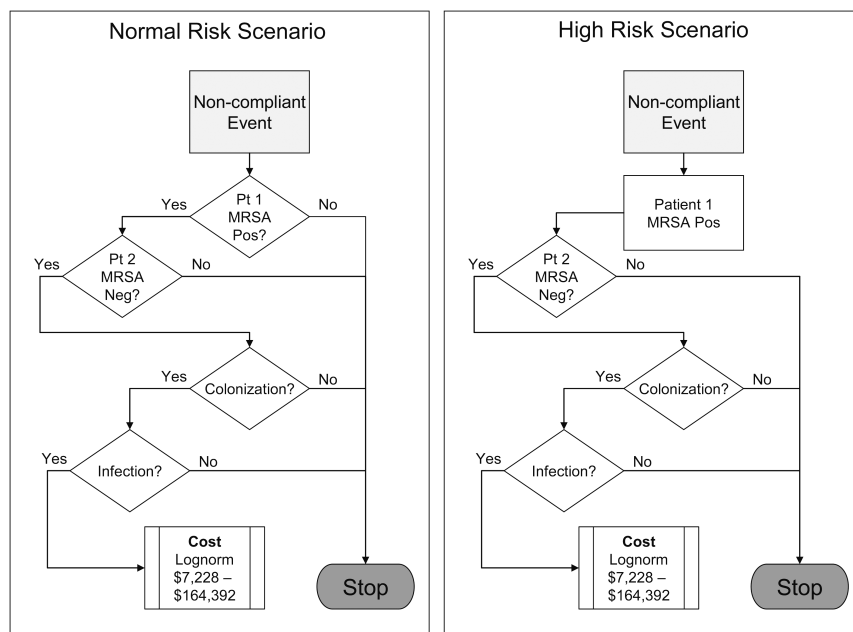 Normal Risk Scenario
Non-compliant
Event
Yes
Pt 1
MRSA
Pos?
No
Yes
Pt 2
MRSA
Neg?
No
Yes
Colonization?
No
Yes
Infection?
No
Cost
Lognorm
$7,228 –
$164,392
Stop
High Risk Scenario
Non-compliant
Event
Patient 1
MRSA Pos
Yes
Pt 2
MRSA
Neg?
No
Yes
Colonization?
No
Yes
Infection?
No
Cost
Lognorm
$7,228 –
$164,392
Stop